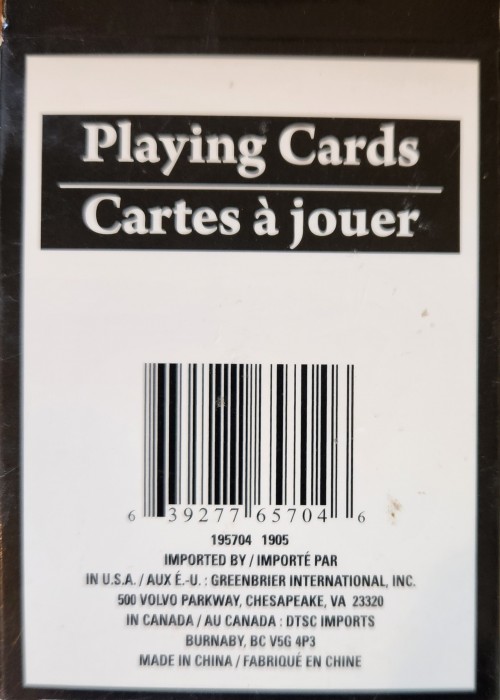 Playing Cards
Cartes à jouer
6 39277 65704 6
195704 1905
IMPORTED BY / IMPORTÉ PAR
IN U.S.A. / AUX É.-U. : GREENBRIER INTERNATIONAL, INC.
500 VOLVO PARKWAY, CHESAPEAKE, VA 23320
IN CANADA / AU CANADA : DTSC IMPORTS
BURNABY, BC V5G 4P3
MADE IN CHINA / FABRIQUÉ EN CHINE